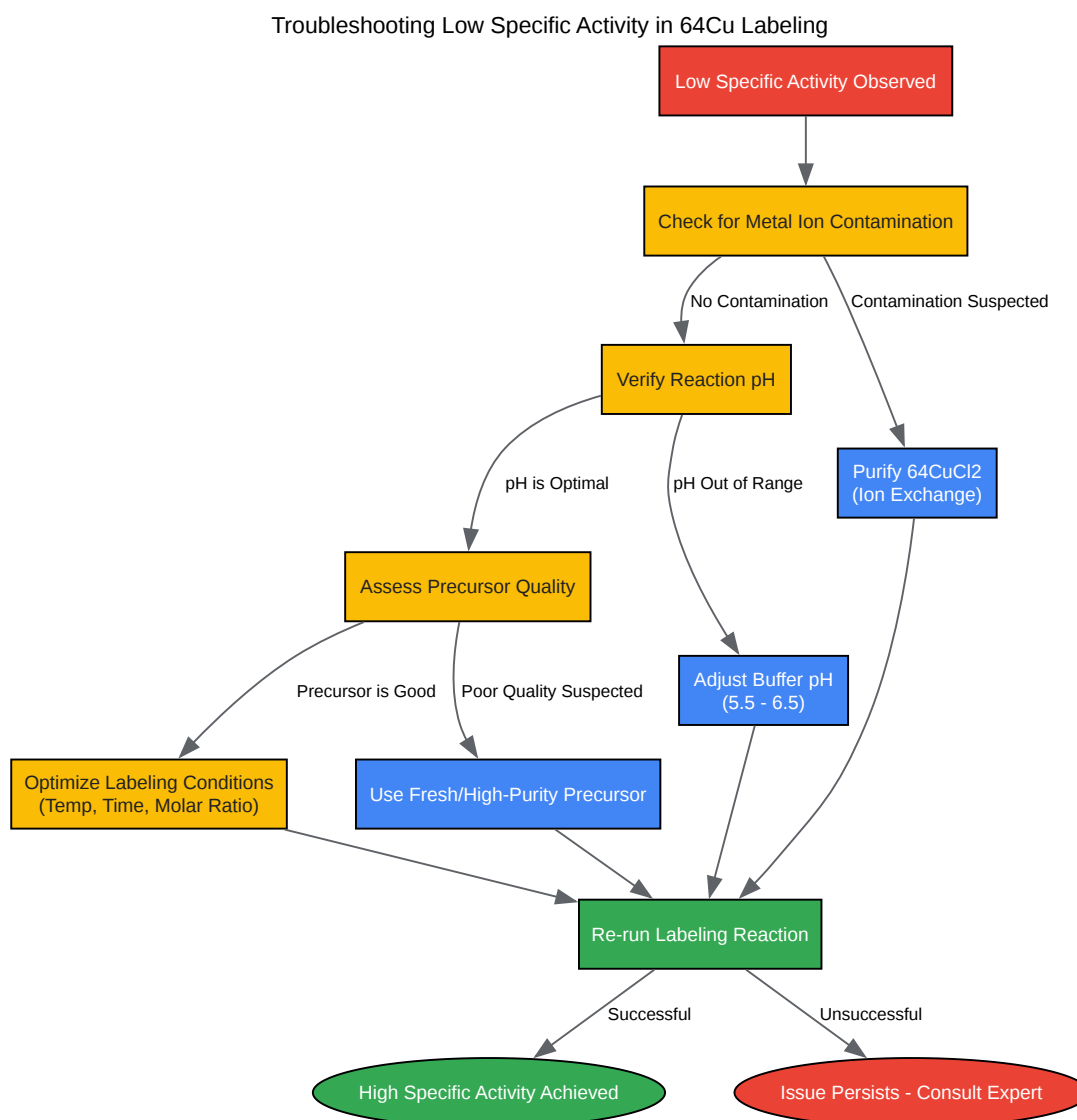 Troubleshooting Low Specific Activity in 64Cu Labeling
Low Specific Activity Observed
Check for Metal Ion Contamination
No Contamination
Contamination Suspected
Verify Reaction pH
Purify 64CuCl2
(Ion Exchange)
pH is Optimal
pH Out of Range
Assess Precursor Quality
Adjust Buffer pH
(5.5 - 6.5)
Precursor is Good
Poor Quality Suspected
Optimize Labeling Conditions
(Temp, Time, Molar Ratio)
Use Fresh/High-Purity Precursor
Re-run Labeling Reaction
Successful
Unsuccessful
High Specific Activity Achieved
Issue Persists - Consult Expert